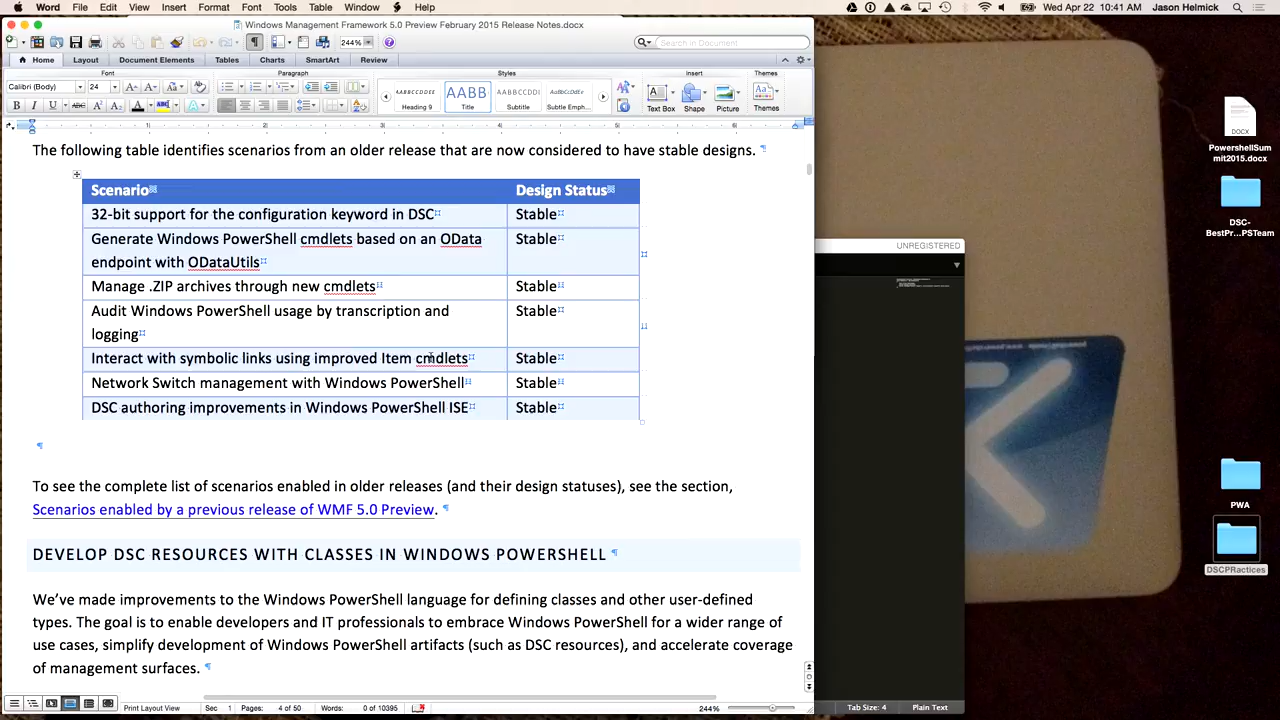 Word File Edit View Insert Format Font Tools Table Window Help
Wed Apr 22 10:41 AM Jason Helmick
Windows Management Framework 5.0 Preview February 2015 Release Notes.docx
244%
Search in Document
Home Layout Document Elements Tables Charts SmartArt Review
Font Paragraph Styles Insert Themes
Calibri (Body) 24
AABBCCDDEE AABB AABBCCDDI AaBbCcDdEe
Heading 9 Title Subtitle Subtle Emph... Text Box Shape Picture Themes
The following table identifies scenarios from an older release that are now considered to have stable designs.
Scenario Design Status
32-bit support for the configuration keyword in DSC Stable
Generate Windows PowerShell cmdlets based on an OData Stable
endpoint with ODataUtils
Manage .ZIP archives through new cmdlets Stable
Audit Windows PowerShell usage by transcription and Stable
logging
Interact with symbolic links using improved Item cmdlets Stable
Network Switch management with Windows PowerShell Stable
DSC authoring improvements in Windows PowerShell ISE Stable
To see the complete list of scenarios enabled in older releases (and their design statuses), see the section,
Scenarios enabled by a previous release of WMF 5.0 Preview.
DEVELOP DSC RESOURCES WITH CLASSES IN WINDOWS POWERSHELL
We've made improvements to the Windows PowerShell language for defining classes and other user-defined
types. The goal is to enable developers and IT professionals to embrace Windows PowerShell for a wider range of
use cases, simplify development of Windows PowerShell artifacts (such as DSC resources), and accelerate coverage
of management surfaces.
Print Layout View Sec 1 Pages: 4 of 50 Words: 0 of 10395 244%
UNREGISTERED
Tab Size: 4 Plain Text
DOCX
PowershellSum
mit2015.docx
DSC-
BestPr...PSTeam
PWA
DSCPRactices